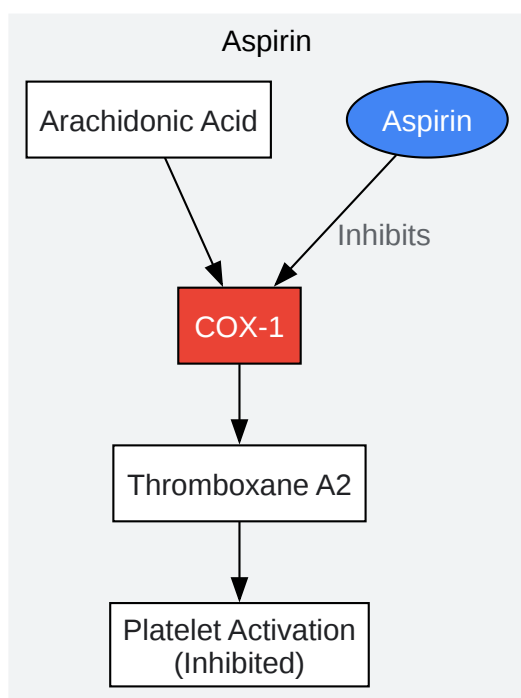 Aspirin
Arachidonic Acid
Aspirin
Inhibits
COX-1
Thromboxane A2
Platelet Activation
(Inhibited)